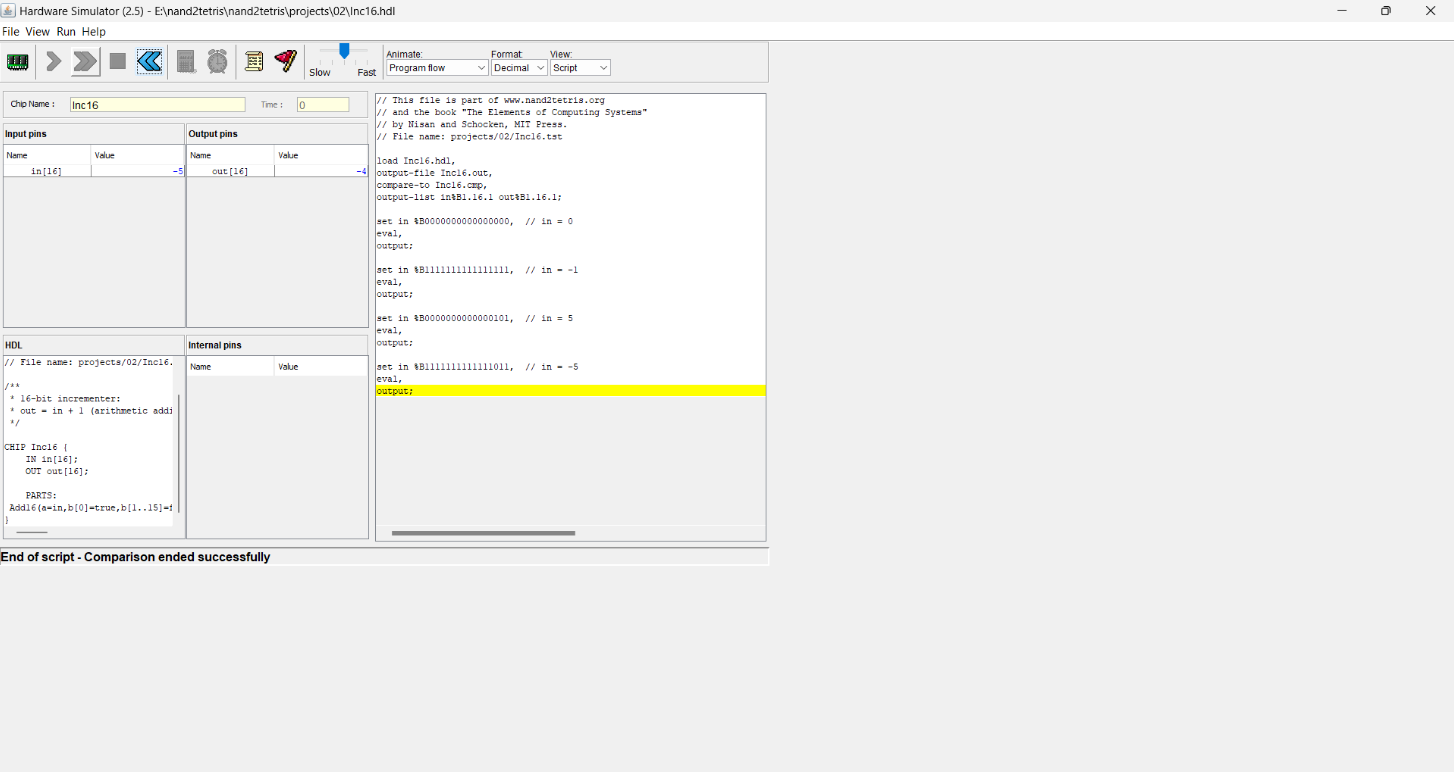 Hardware Simulator (2.5) - E:\nand2tetris\nand2tetris\projects\02\Inc16.hdl
File View Run Help
Slow Fast
Animate: Format: View:
Program flow Decimal Script
Chip Name : Inc16 Time : 0
Input pins
Name Value
in[16] -5
Output pins
Name Value
out[16] -4
HDL
// File name: projects/02/Inc16.
/**
* 16-bit incrementer:
* out = in + 1 (arithmetic addi
*/
CHIP Inc16 {
IN in[16];
OUT out[16];
PARTS:
Add16(a=in,b[0]=true,b[1..15]=f
}
Internal pins
Name Value
// This file is part of www.nand2tetris.org
// and the book "The Elements of Computing Systems"
// by Nisan and Schocken, MIT Press.
// File name: projects/02/Inc16.tst
load Inc16.hdl,
output-file Inc16.out,
compare-to Inc16.cmp,
output-list in%B1.16.1 out%B1.16.1;
set in %B0000000000000000, // in = 0
eval,
output;
set in %B1111111111111111, // in = -1
eval,
output;
set in %B0000000000000101, // in = 5
eval,
output;
set in %B1111111111111011, // in = -5
eval,
output;
End of script - Comparison ended successfully